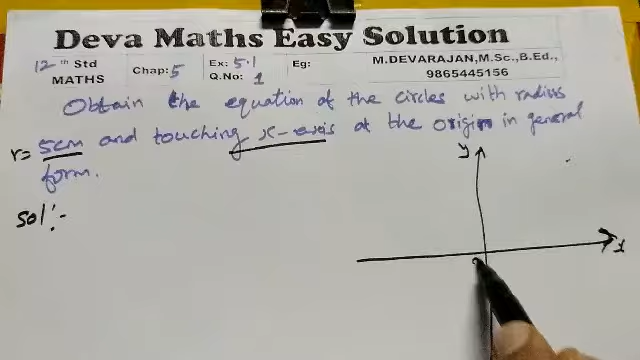 Deva Maths Easy Solution
12th Std MATHS
Chap: 5
Ex: 5.1
Q.No: 1
Eg:
M.DEVARAJAN,M.Sc.,B.Ed.,
9865445156
Obtain the equation of the circles with radius
r= 5cm and touching x-axis at the origin in general
form.
Sol:-
y
x